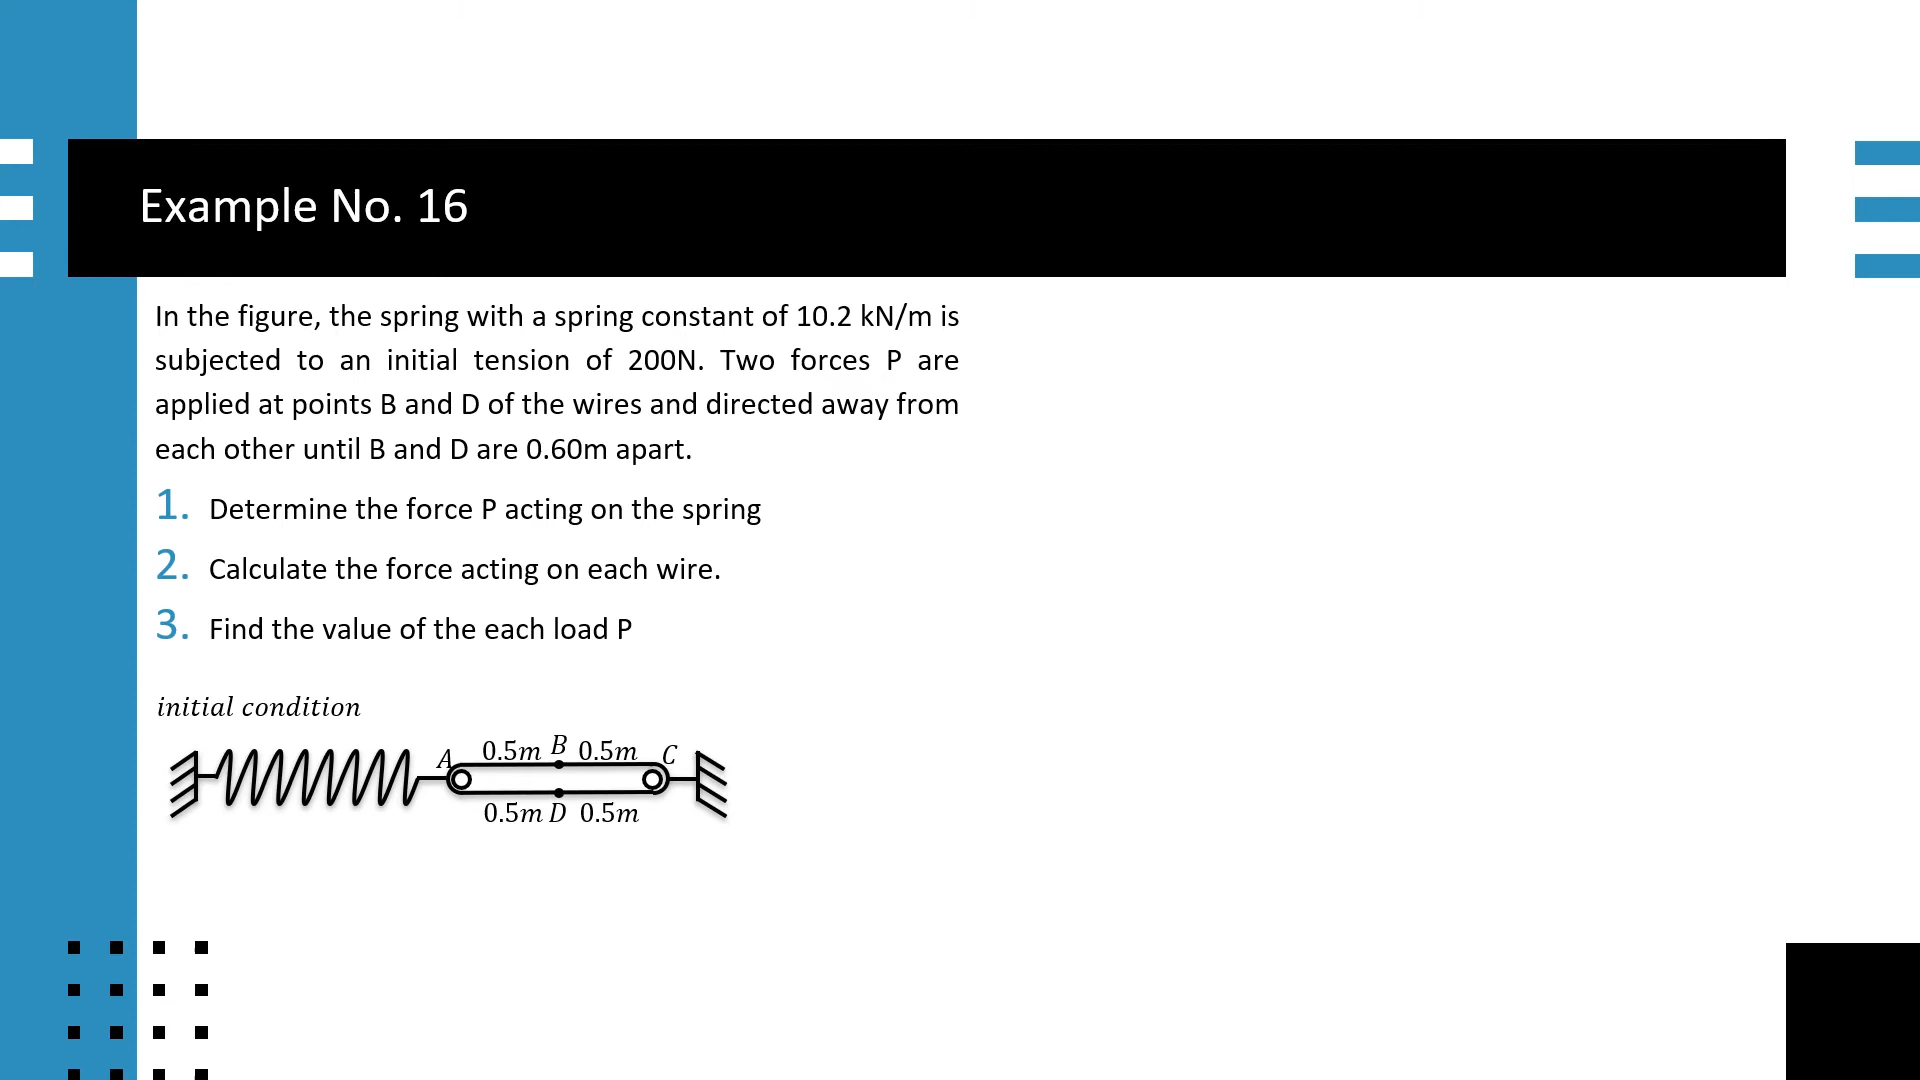 Example No. 16
In the figure, the spring with a spring constant of 10.2 kN/m is
subjected to an initial tension of 200N. Two forces P are
applied at points B and D of the wires and directed away from
each other until B and D are 0.60m apart.
1. Determine the force P acting on the spring
2. Calculate the force acting on each wire.
3. Find the value of the each load P
initial condition
A 0.5m B 0.5m C
0.5m D 0.5m